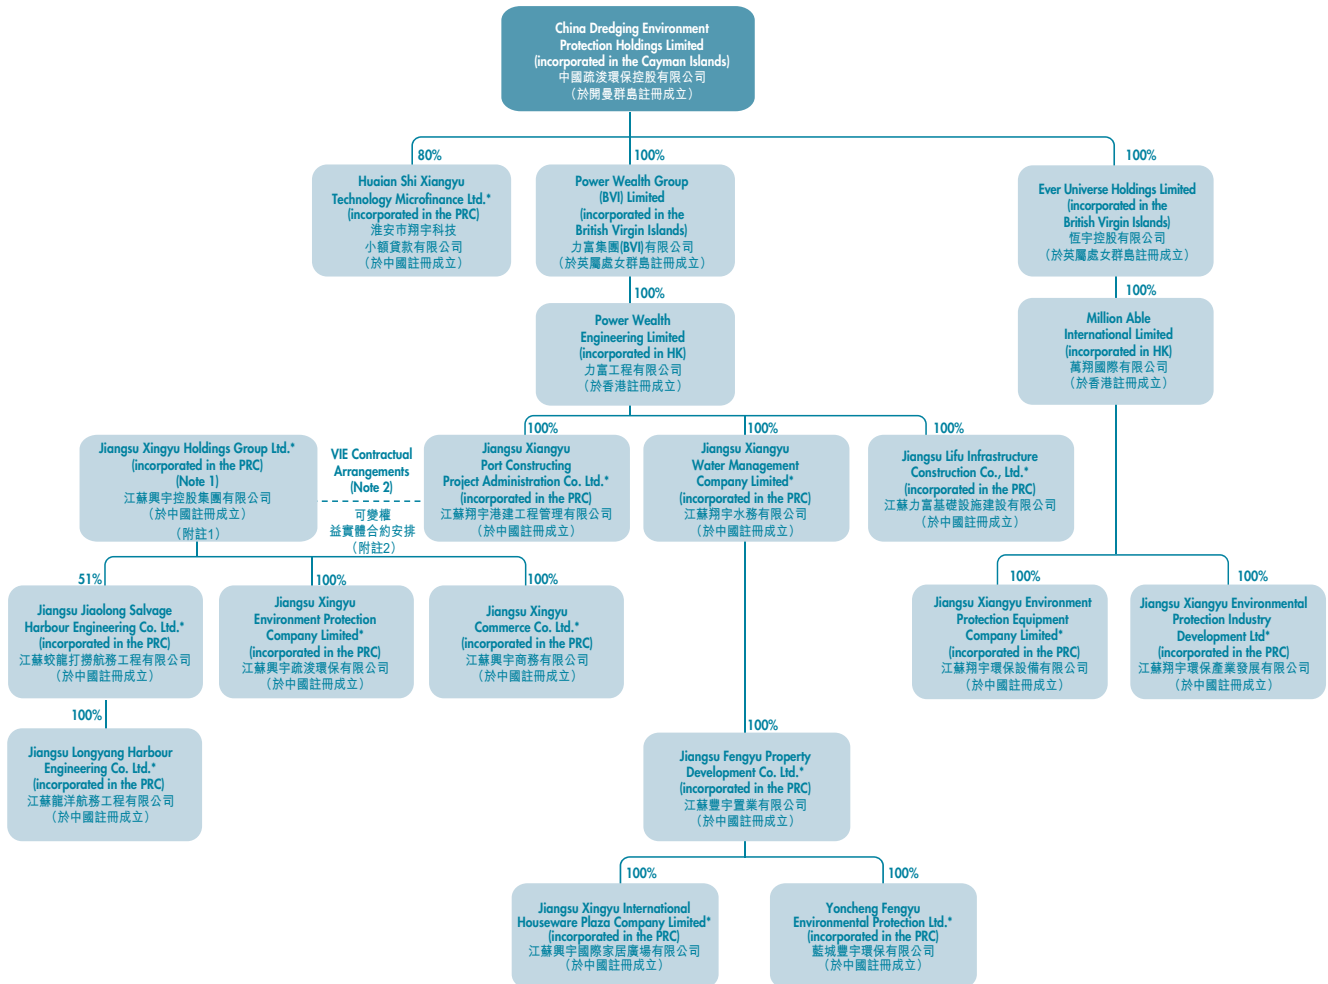 China Dredging Environment
Protection Holdings Limited
(incorporated in the Cayman Islands)
中國疏浚環保控股有限公司
（於開曼群島註冊成立）
80%
Huaian Shi Xiangyu
Technology Microfinance Ltd.*
(incorporated in the PRC)
淮安市翔宇科技
小額貸款有限公司
（於中國註冊成立）
100%
Power Wealth Group
(BVI) Limited
(incorporated in the
British Virgin Islands)
力富集團(BVI)有限公司
（於英屬處女群島註冊成立）
100%
Ever Universe Holdings Limited
(incorporated in the
British Virgin Islands)
恆宇控股有限公司
（於英屬處女群島註冊成立）
100%
Power Wealth
Engineering Limited
(incorporated in HK)
力富工程有限公司
（於香港註冊成立）
100%
Million Able
International Limited
(incorporated in HK)
萬翔國際有限公司
（於香港註冊成立）
Jiangsu Xingyu Holdings Group Ltd.*
(incorporated in the PRC)
(Note 1)
江蘇興宇控股集團有限公司
（於中國註冊成立）
（附註1）
VIE Contractual
Arrangements
(Note 2)
可變權
益實體合約安排
（附註2）
100%
Jiangsu Xiangyu
Port Constructing
Project Administration Co. Ltd.*
(incorporated in the PRC)
江蘇翔宇港建工程管理有限公司
（於中國註冊成立）
100%
Jiangsu Xiangyu
Water Management
Company Limited*
(incorporated in the PRC)
江蘇翔宇水務有限公司
（於中國註冊成立）
100%
Jiangsu Lifu Infrastructure
Construction Co., Ltd.*
(incorporated in the PRC)
江蘇力富基礎設施建設有限公司
（於中國註冊成立）
51%
Jiangsu Jiaolong Salvage
Harbour Engineering Co. Ltd.*
(incorporated in the PRC)
江蘇蛟龍打撈航務工程有限公司
（於中國註冊成立）
100%
Jiangsu Xingyu
Environment Protection
Company Limited*
(incorporated in the PRC)
江蘇興宇疏浚環保有限公司
（於中國註冊成立）
100%
Jiangsu Xingyu
Commerce Co. Ltd.*
(incorporated in the PRC)
江蘇興宇商務有限公司
（於中國註冊成立）
100%
Jiangsu Xiangyu Environment
Protection Equipment
Company Limited*
(incorporated in the PRC)
江蘇翔宇環保設備有限公司
（於中國註冊成立）
100%
Jiangsu Xiangyu Environmental
Protection Industry
Development Ltd*
(incorporated in the PRC)
江蘇翔宇環保產業發展有限公司
（於中國註冊成立）
100%
Jiangsu Longyang Harbour
Engineering Co. Ltd.*
(incorporated in the PRC)
江蘇龍洋航務工程有限公司
（於中國註冊成立）
100%
Jiangsu Fengyu Property
Development Co. Ltd.*
(incorporated in the PRC)
江蘇豐宇置業有限公司
（於中國註冊成立）
100%
Jiangsu Xingyu International
Houseware Plaza Company Limited*
(incorporated in the PRC)
江蘇興宇國際家居廣場有限公司
（於中國註冊成立）
100%
Yoncheng Fengyu
Environmental Protection Ltd.*
(incorporated in the PRC)
藍城豐宇環保有限公司
（於中國註冊成立）